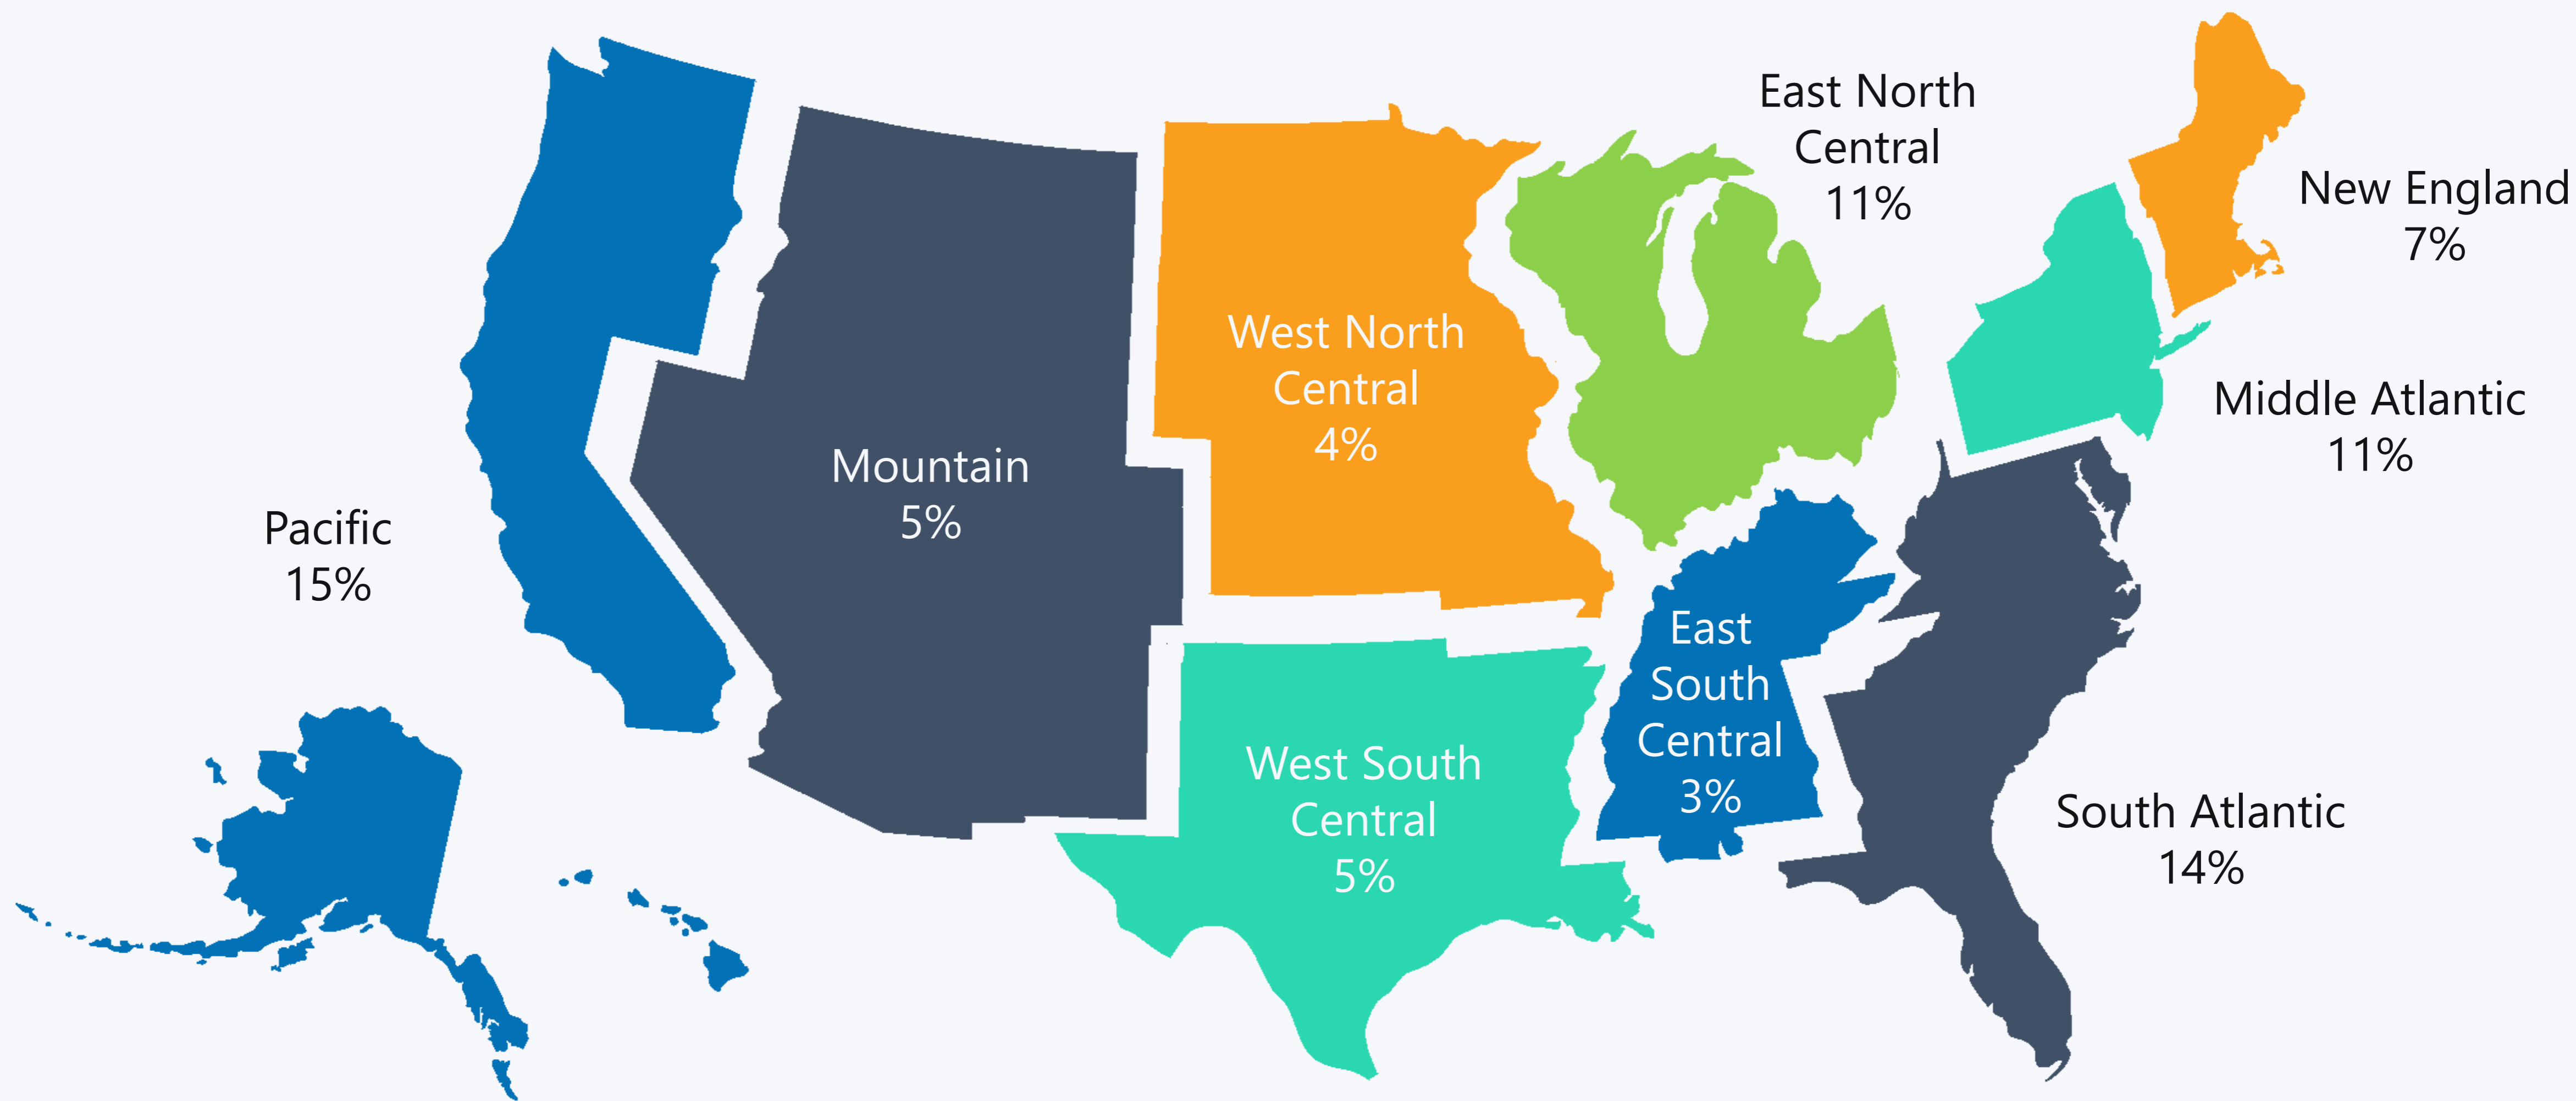 East North
Central
11%
New England
7%
West North
Central
4%
Middle Atlantic
11%
Mountain
5%
Pacific
15%
East
South
Central
3%
West South
Central
5%
South Atlantic
14%